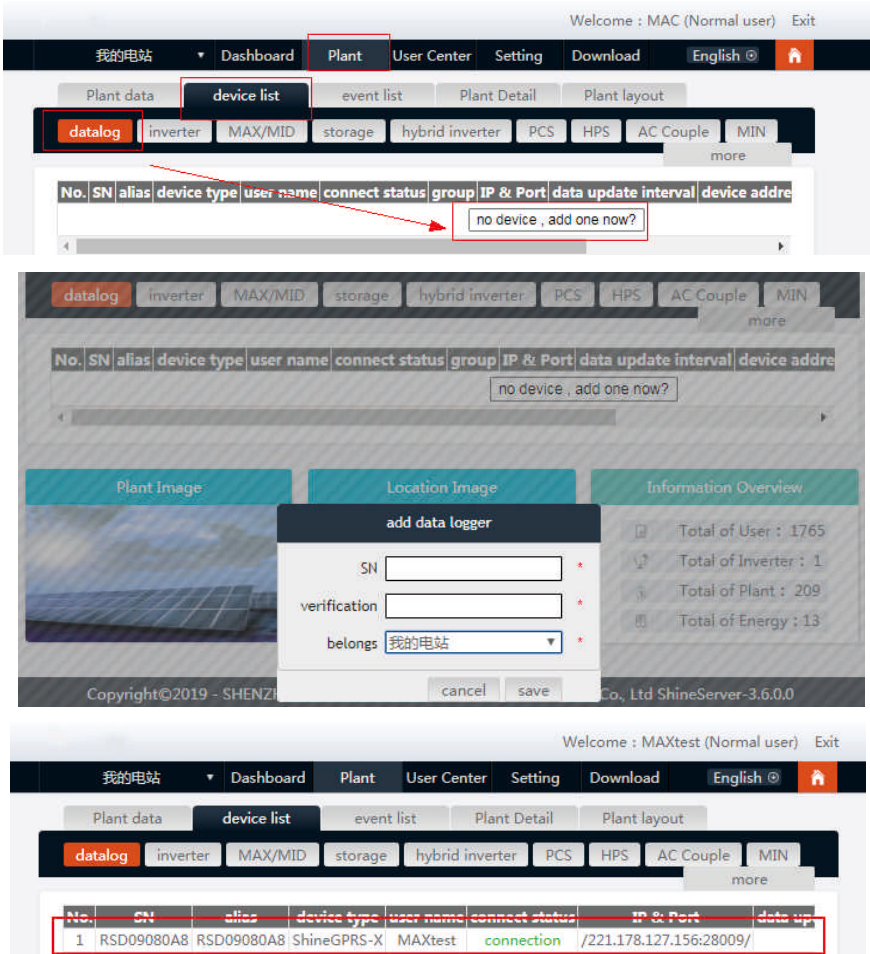 Welcome : MAC (Normal user) Exit
我的电站 ▼ Dashboard Plant User Center Setting Download English
Plant data device list event list Plant Detail Plant layout
datalog inverter MAX/MID storage hybrid inverter PCS HPS AC Couple MIN
more
No. SN alias device type user name connect status group IP & Port data update interval device addre
no device , add one now?
datalog inverter MAX/MID storage hybrid inverter PCS HPS AC Couple MIN
more
No. SN alias device type user name connect status group IP & Port data update interval device addre
no device , add one now?
Plant Image Location Image Information Overview
add data logger
Total of User : 1765
SN *
Total of Inverter : 1
verification *
Total of Plant : 209
belongs 我的电站 ▼ *
Total of Energy : 13
cancel save
Copyright©2019 - SHENZH Co., Ltd ShineServer-3.6.0.0
Welcome : MAXtest (Normal user) Exit
我的电站 ▼ Dashboard Plant User Center Setting Download English
Plant data device list event list Plant Detail Plant layout
datalog inverter MAX/MID storage hybrid inverter PCS HPS AC Couple MIN
more
No. SN alias device type user name connect status IP & Port data up
1 RSD09080A8 RSD09080A8 ShineGPRS-X MAXtest connection /221.178.127.156:28009/